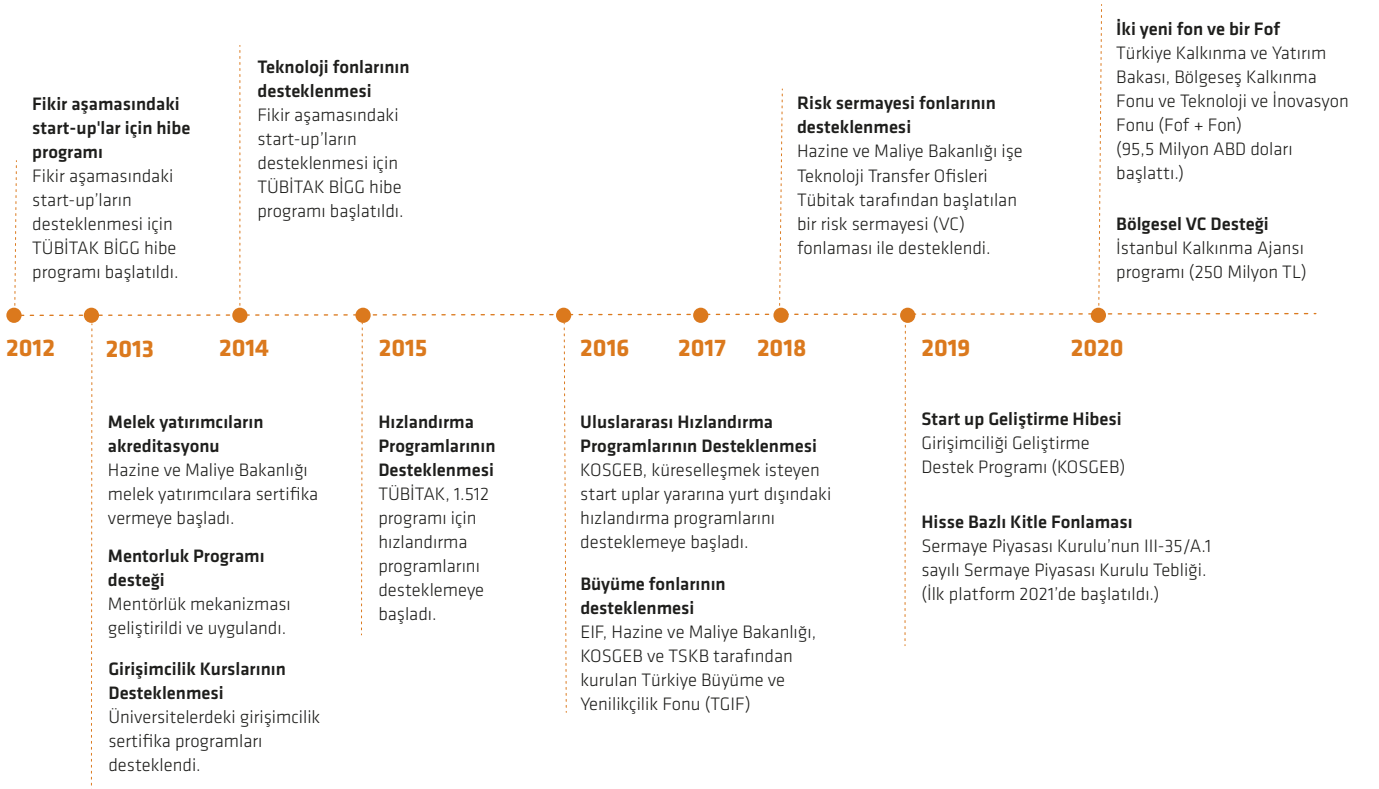 Fikir aşamasındaki
start-up'lar için hibe
programı
Fikir aşamasındaki
start-up’ların
desteklenmesi için
TÜBİTAK BİGG hibe
programı başlatıldı.
Teknoloji fonlarının
desteklenmesi
Fikir aşamasındaki
start-up’ların
desteklenmesi için
TÜBİTAK BİGG hibe
programı başlatıldı.
Risk sermayesi fonlarının
desteklenmesi
Hazine ve Maliye Bakanlığı işe
Teknoloji Transfer Ofisleri
Tübitak tarafından başlatılan
bir risk sermayesi (VC)
fonlaması ile desteklendi.
İki yeni fon ve bir Fof
Türkiye Kalkınma ve Yatırım
Bakası, Bölgeseş Kalkınma
Fonu ve Teknoloji ve İnovasyon
Fonu (Fof + Fon)
(95,5 Milyon ABD doları
başlattı.)
Bölgesel VC Desteği
İstanbul Kalkınma Ajansı
programı (250 Milyon TL)
2012
2013
2014
2015
2016
2017
2018
2019
2020
Melek yatırımcıların
akreditasyonu
Hazine ve Maliye Bakanlığı
melek yatırımcılara sertifika
vermeye başladı.
Mentorluk Programı
desteği
Mentörlük mekanizması
geliştirildi ve uygulandı.
Girişimcilik Kurslarının
Desteklenmesi
Üniversitelerdeki girişimcilik
sertifika programları
desteklendi.
Hızlandırma
Programlarının
Desteklenmesi
TÜBİTAK, 1.512
programı için
hızlandırma
programlarını
desteklemeye
başladı.
Uluslararası Hızlandırma
Programlarının Desteklenmesi
KOSGEB, küreselleşmek isteyen
start uplar yararına yurt dışındaki
hızlandırma programlarını
desteklemeye başladı.
Büyüme fonlarının
desteklenmesi
EIF, Hazine ve Maliye Bakanlığı,
KOSGEB ve TSKB tarafından
kurulan Türkiye Büyüme ve
Yenilikçilik Fonu (TGIF)
Start up Geliştirme Hibesi
Girişimciliği Geliştirme
Destek Programı (KOSGEB)
Hisse Bazlı Kitle Fonlaması
Sermaye Piyasası Kurulu’nun III-35/A.1
sayılı Sermaye Piyasası Kurulu Tebliği.
(İlk platform 2021’de başlatıldı.)